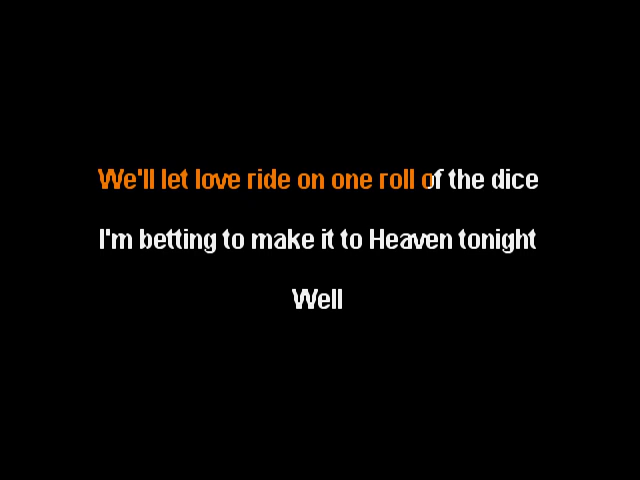 We'll let love ride on one roll of the dice
I'm betting to make it to Heaven tonight
Well